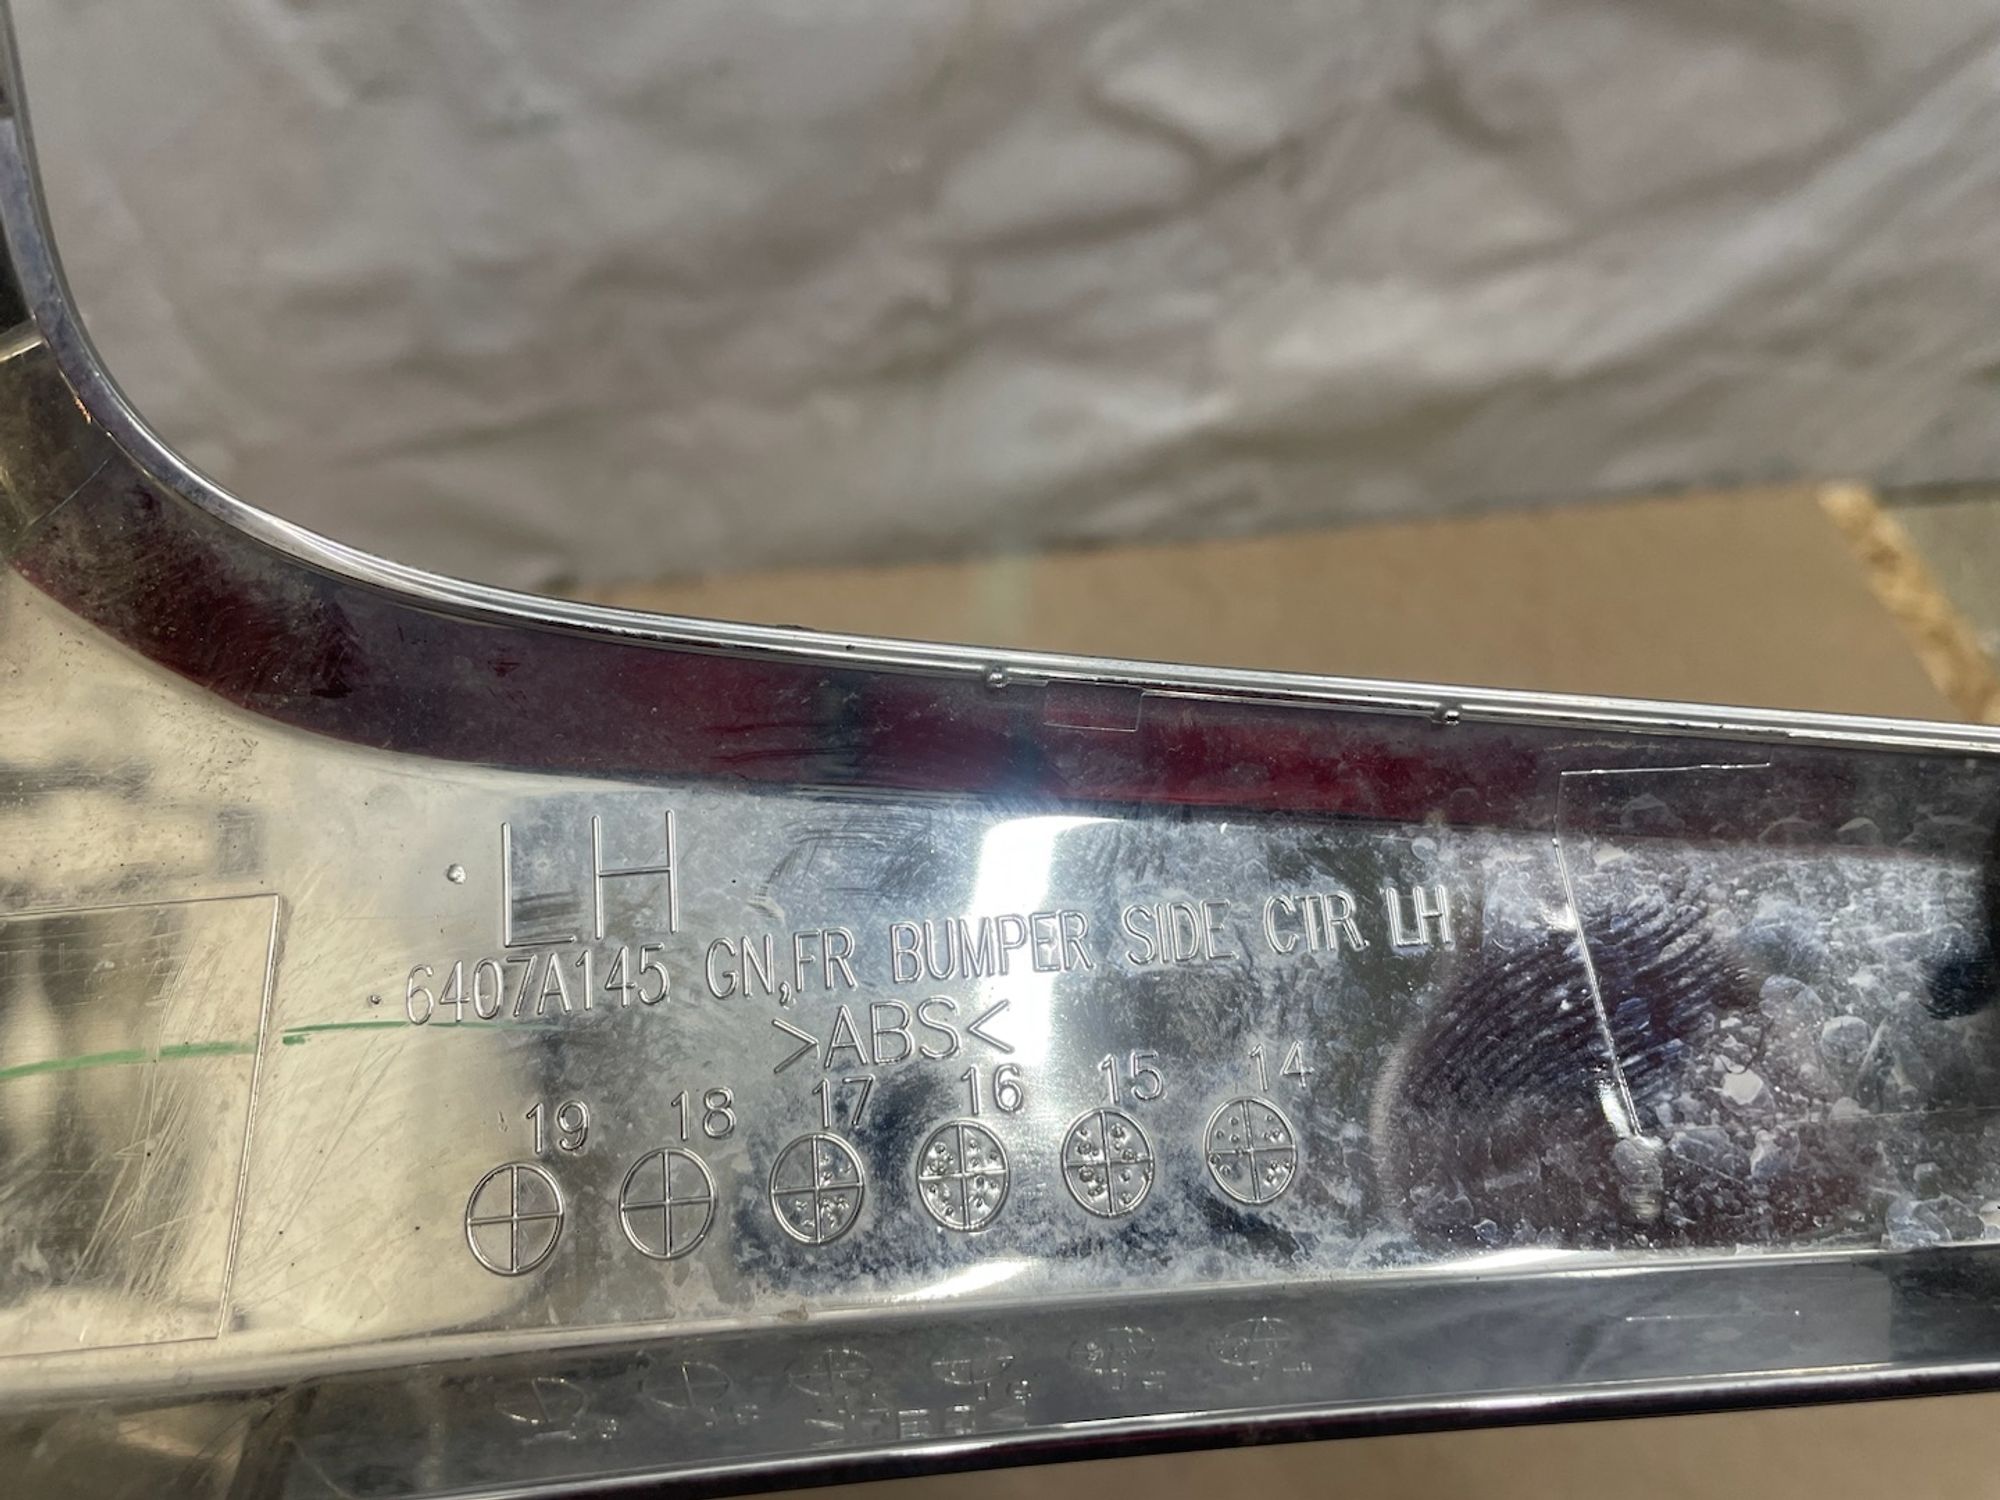 LH
6407A145 GN,FR BUMPER SIDE CTR LH
>ABS<
19 18 17 16 15 14